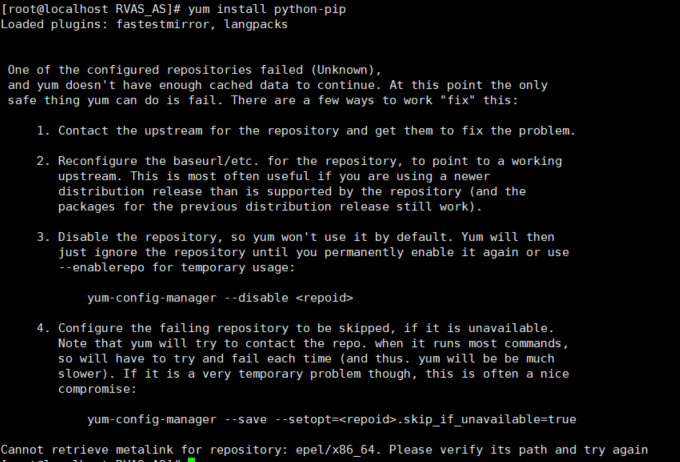 [root@localhost RVAS_AS]# yum install python-pip
Loaded plugins: fastestmirror, langpacks
One of the configured repositories failed (Unknown),
and yum doesn't have enough cached data to continue. At this point the only
safe thing yum can do is fail. There are a few ways to work "fix" this:
1. Contact the upstream for the repository and get them to fix the problem.
2. Reconfigure the baseurl/etc. for the repository, to point to a working
upstream. This is most often useful if you are using a newer
distribution release than is supported by the repository (and the
packages for the previous distribution release still work).
3. Disable the repository, so yum won't use it by default. Yum will then
just ignore the repository until you permanently enable it again or use
--enablerepo for temporary usage:
yum-config-manager --disable <repoid>
4. Configure the failing repository to be skipped, if it is unavailable.
Note that yum will try to contact the repo. when it runs most commands,
so will have to try and fail each time (and thus. yum will be be much
slower). If it is a very temporary problem though, this is often a nice
compromise:
yum-config-manager --save --setopt=<repoid>.skip_if_unavailable=true
Cannot retrieve metalink for repository: epel/x86_64. Please verify its path and try again
[root@localhost RVAS_AS]#